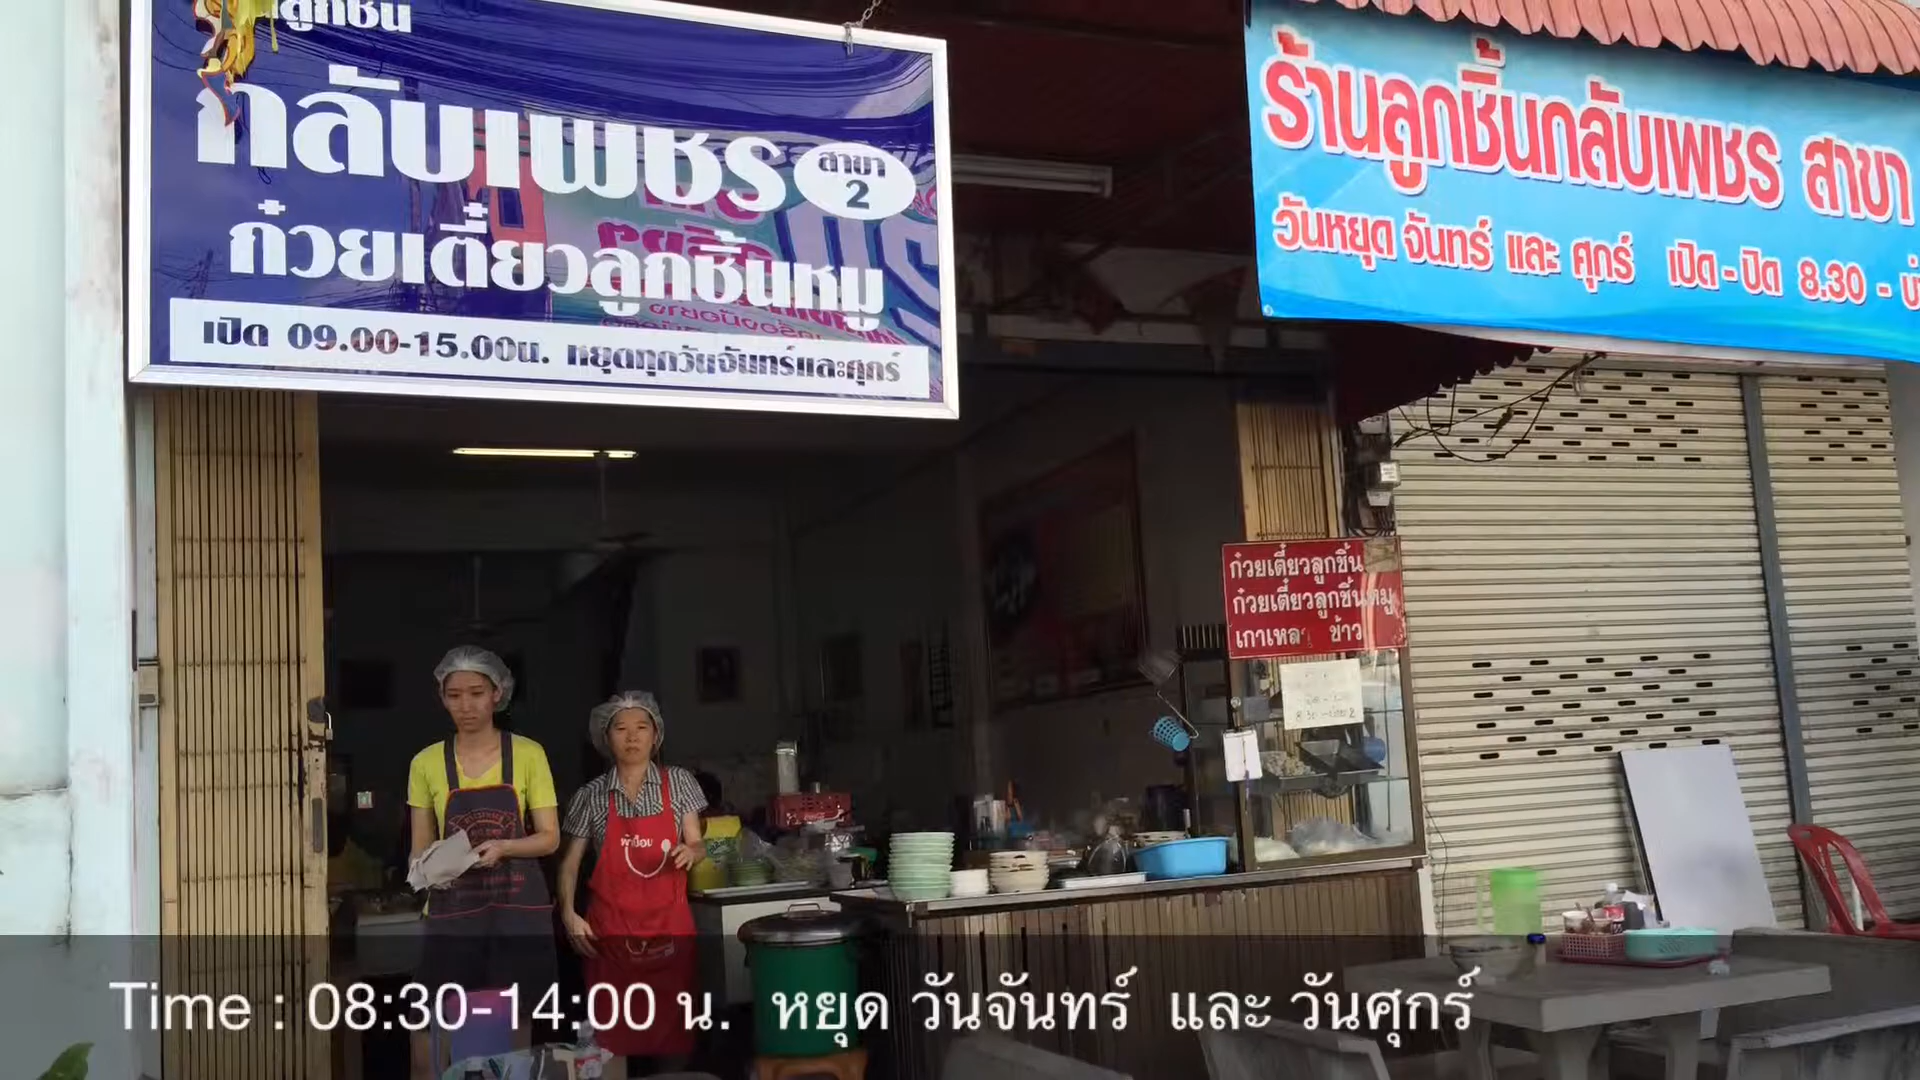 ลูกชิ้น
กลับเพชร
สาขา
2
ก๋วยเตี๋ยวลูกชิ้นหมู
เปิด 09.00-15.00น. หยุดทุกวันจันทร์และศุกร์
ร้านลูกชิ้นกลับเพชร สาขา
วันหยุด จันทร์ และ ศุกร์ เปิด-ปิด 8.30 -
ก๋วยเตี๋ยวลูกชิ้น
ก๋วยเตี๋ยวลูกชิ้นหมู
เกาเหลา ข้าว
Time : 08:30-14:00 น. หยุด วันจันทร์ และ วันศุกร์